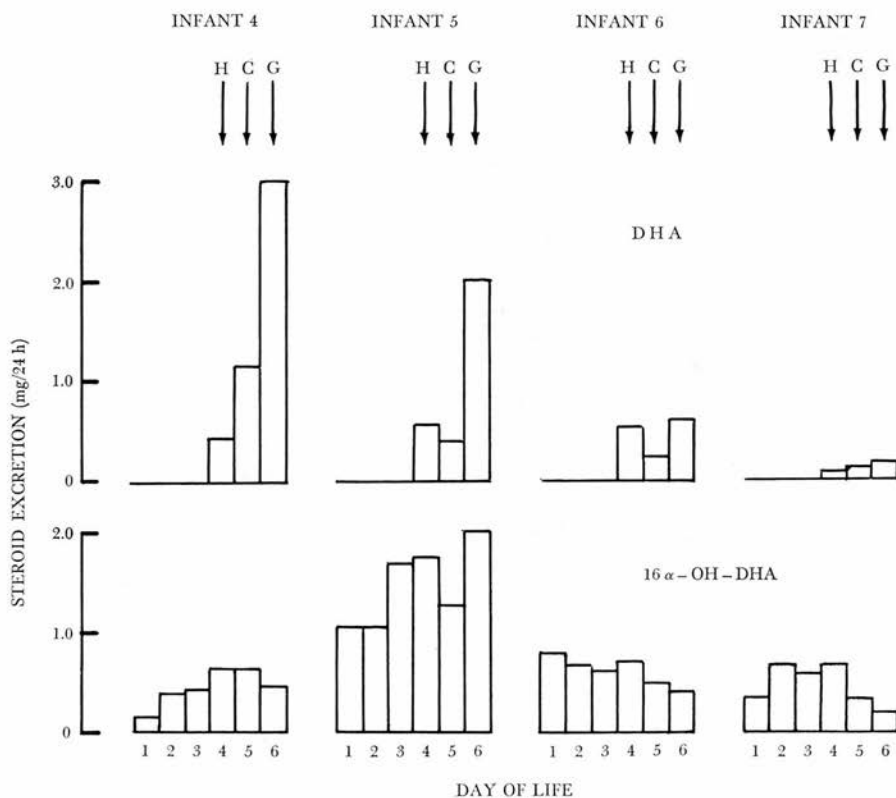 INFANT 4 INFANT 5 INFANT 6 INFANT 7
H C G H C G H C G H C G
3.0
DHA
2.0
1.0
0
STEROID EXCRETION (mg/24 h)
2.0
16 α – OH – DHA
1.0
0
1 2 3 4 5 6 1 2 3 4 5 6 1 2 3 4 5 6 1 2 3 4 5 6
DAY OF LIFE